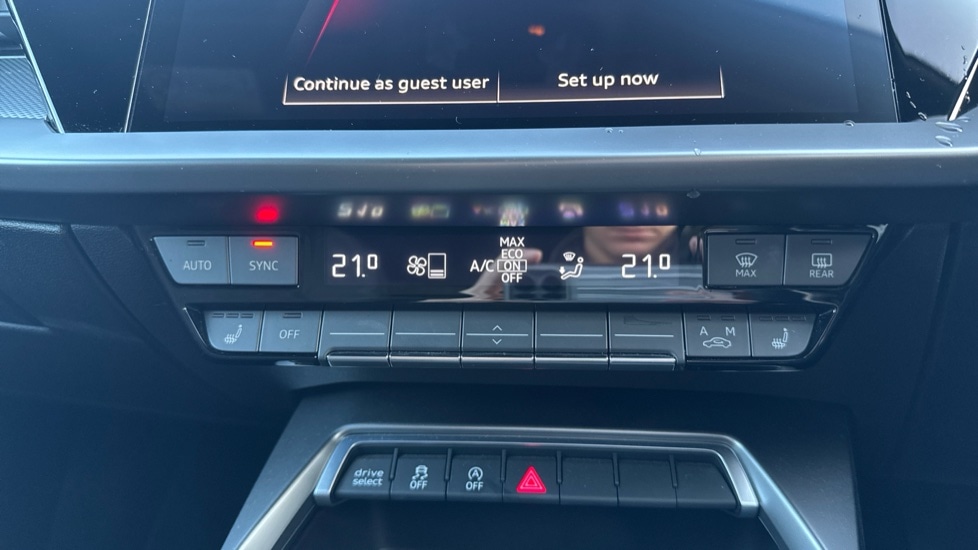 Continue as guest user Set up now
AUTO SYNC 21.0 A/C MAX ECO ON OFF 21.0 MAX REAR
OFF A M
drive select OFF A OFF